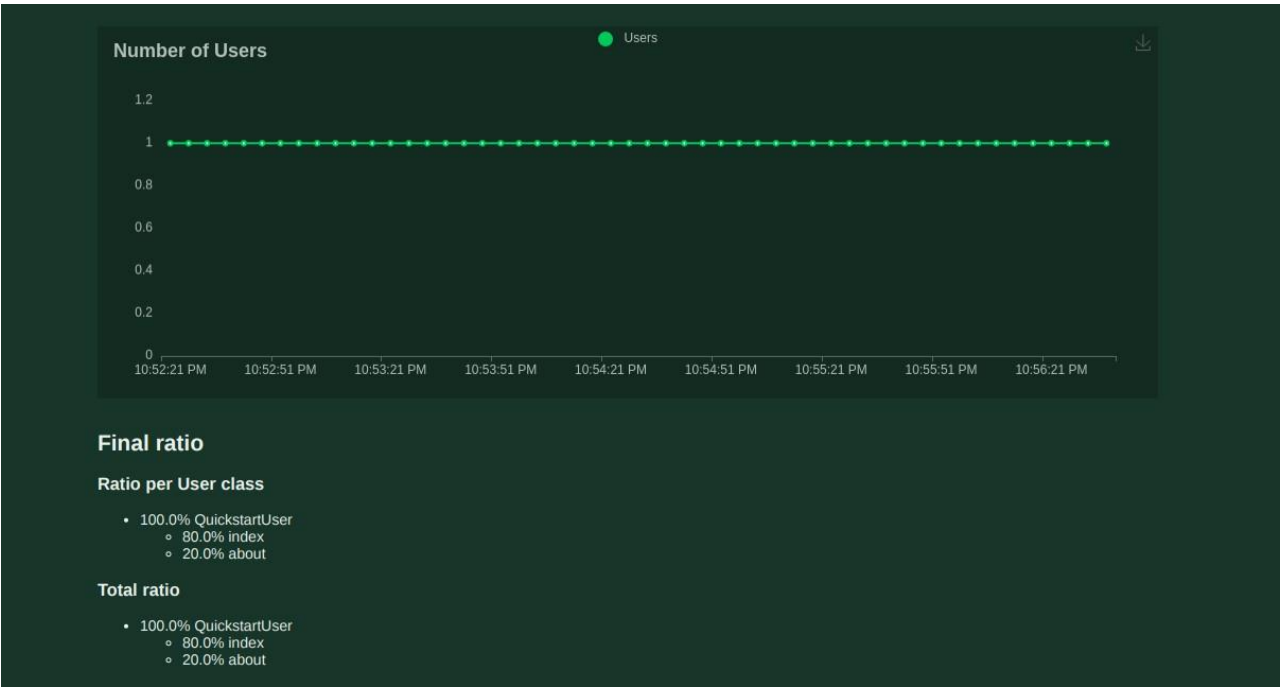 Number of Users
Users
1.2
1
0.8
0.6
0.4
0.2
0
10:52:21 PM 10:52:51 PM 10:53:21 PM 10:53:51 PM 10:54:21 PM 10:54:51 PM 10:55:21 PM 10:55:51 PM 10:56:21 PM
Final ratio
Ratio per User class
100.0% QuickstartUser
80.0% index
20.0% about
Total ratio
100.0% QuickstartUser
80.0% index
20.0% about